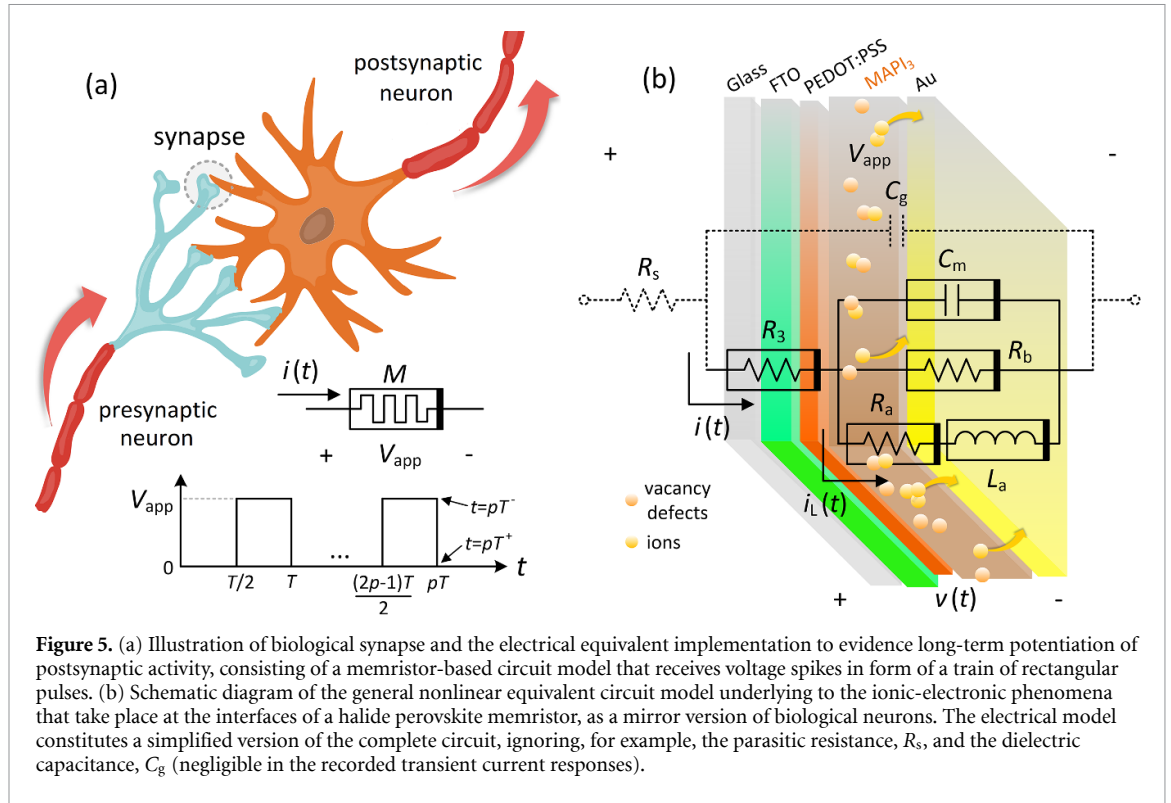 (a)
postsynaptic
neuron
synapse
presynaptic
neuron
i(t)
M
+ V_app -
V_app
t=pT⁻
t=pT⁺
0
...
T/2
T
(2p-1)T
2
pT
t
(b)
Glass
FTO
PEDOT:PSS
MAPI₃
Au
+
-
V_app
C_g
R_s
C_m
R_3
R_b
R_a
i(t)
L_a
i_L(t)
vacancy
defects
ions
+ v(t) -
Figure 5. (a) Illustration of biological synapse and the electrical equivalent implementation to evidence long-term potentiation of
postsynaptic activity, consisting of a memristor-based circuit model that receives voltage spikes in form of a train of rectangular
pulses. (b) Schematic diagram of the general nonlinear equivalent circuit model underlying to the ionic-electronic phenomena
that take place at the interfaces of a halide perovskite memristor, as a mirror version of biological neurons. The electrical model
constitutes a simplified version of the complete circuit, ignoring, for example, the parasitic resistance, R_s, and the dielectric
capacitance, C_g (negligible in the recorded transient current responses).